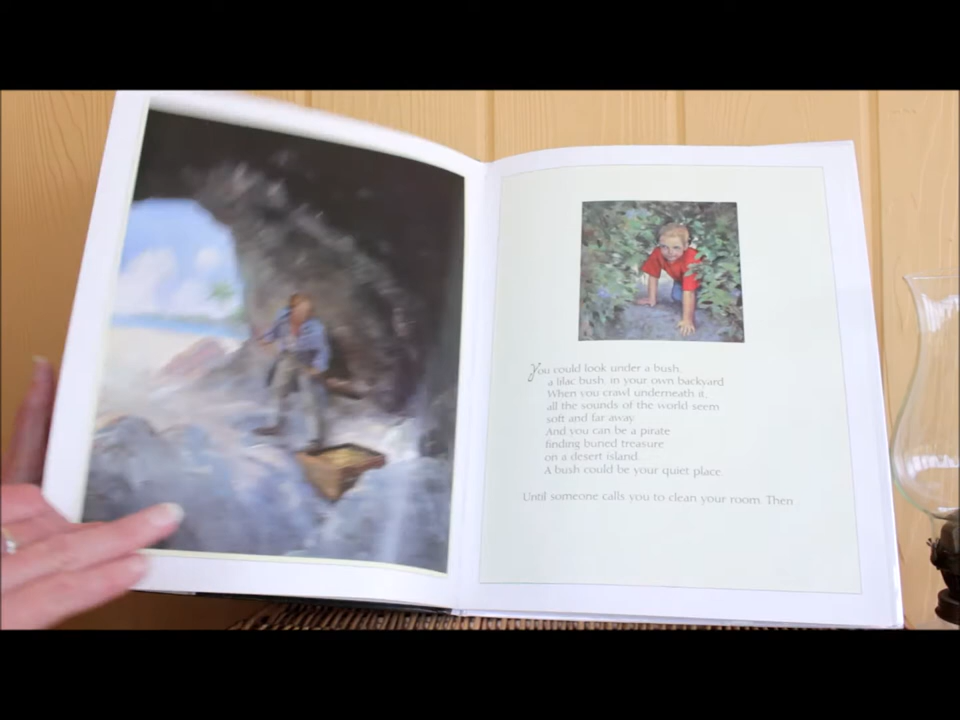 You could look under a bush,
a lilac bush, in your own backyard
When you crawl underneath it,
all the sounds of the world seem
soft and far away
And you can be a pirate
finding buried treasure
on a desert island.
A bush could be your quiet place
Until someone calls you to clean your room. Then